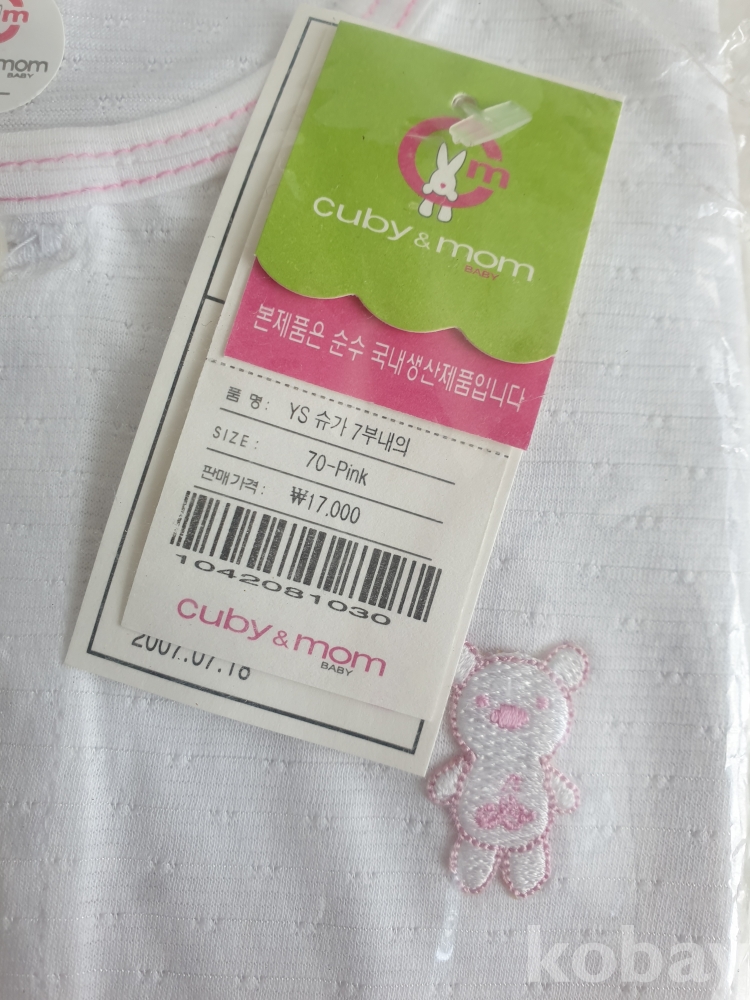 m
mom
BABY
m
cuby & mom
BABY
본제품은 순수 국내생산제품입니다
품 명: YS 슈가 7부내의
SIZE: 70-Pink
판매가격: ₩17,000
1042081030
cuby & mom
BABY
2007.07.18
kobay